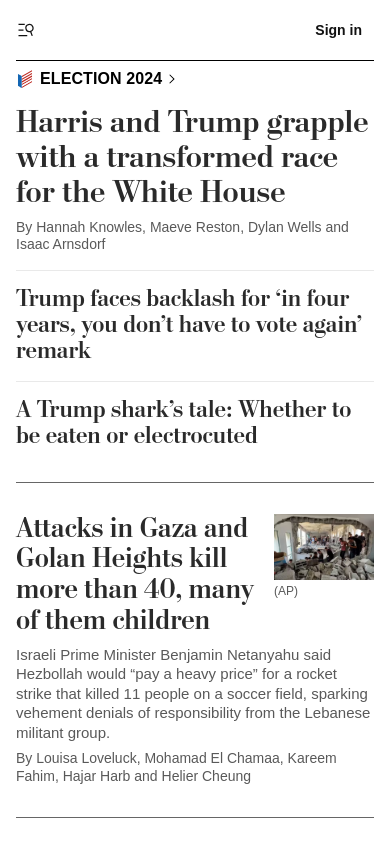 Sign in
ELECTION 2024
Harris and Trump grapple
with a transformed race
for the White House
By Hannah Knowles, Maeve Reston, Dylan Wells and
Isaac Arnsdorf
Trump faces backlash for ‘in four
years, you don’t have to vote again’
remark
A Trump shark’s tale: Whether to
be eaten or electrocuted
Attacks in Gaza and
Golan Heights kill
more than 40, many
of them children
(AP)
Israeli Prime Minister Benjamin Netanyahu said
Hezbollah would “pay a heavy price” for a rocket
strike that killed 11 people on a soccer field, sparking
vehement denials of responsibility from the Lebanese
militant group.
By Louisa Loveluck, Mohamad El Chamaa, Kareem
Fahim, Hajar Harb and Helier Cheung